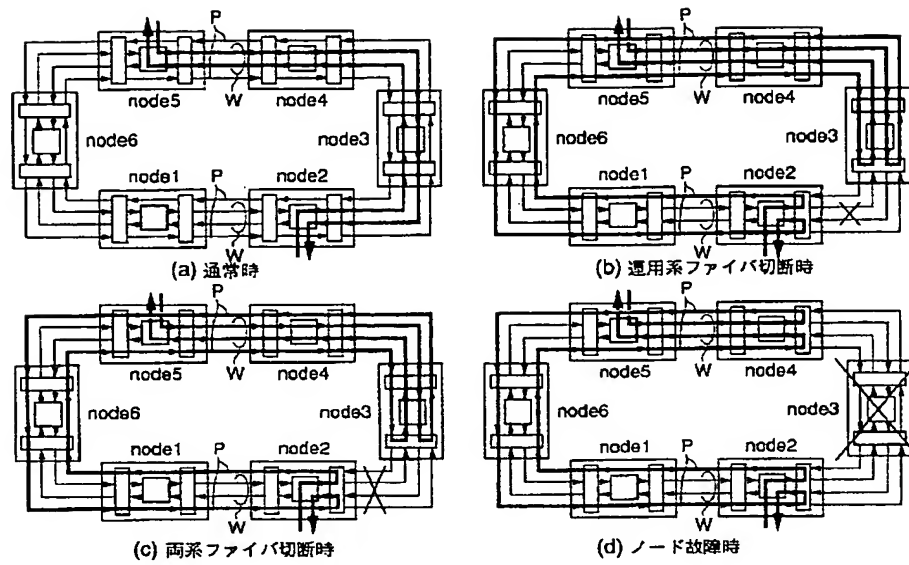 P
node5
W
node4
node6
node3
node1
P
node2
W
(a) 通常時
P
node5
W
node4
node6
node3
node1
P
node2
W
(b) 運用系ファイバ切断時
P
node5
W
node4
node6
node3
node1
P
node2
W
(c) 両系ファイバ切断時
P
node5
W
node4
node6
node3
node1
P
node2
W
(d) ノード故障時